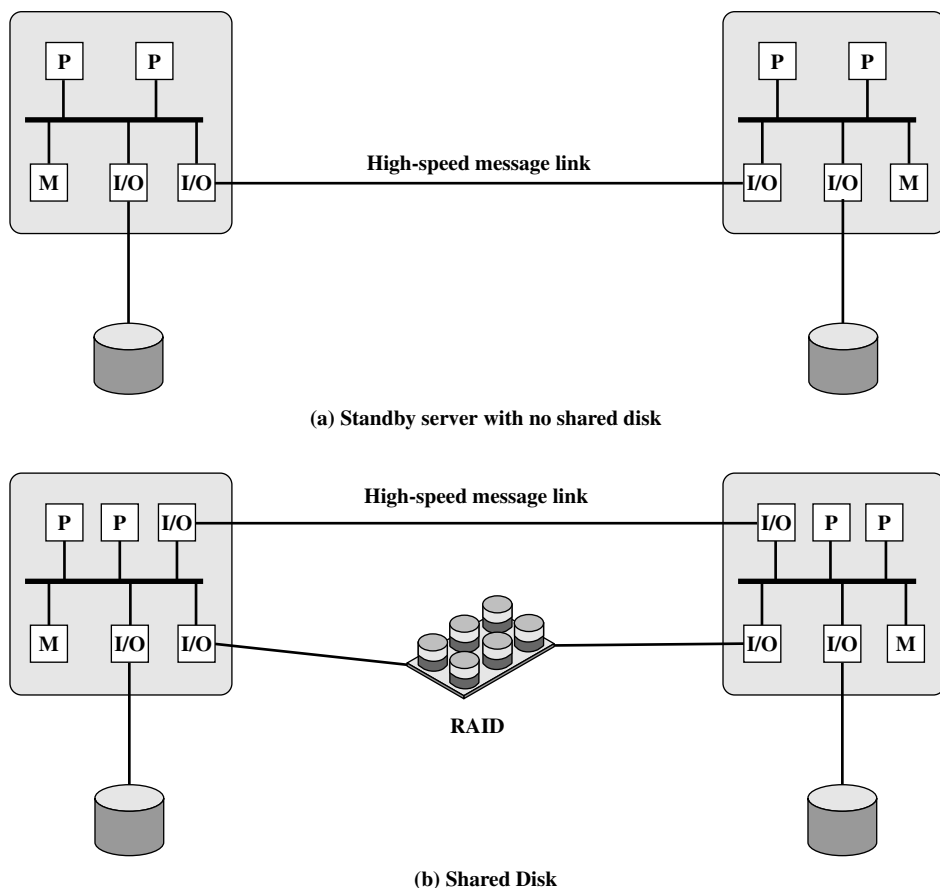 P P P P
High-speed message link
M I/O I/O I/O I/O M
(a) Standby server with no shared disk
High-speed message link
P P I/O I/O P P
M I/O I/O I/O I/O M
RAID
(b) Shared Disk